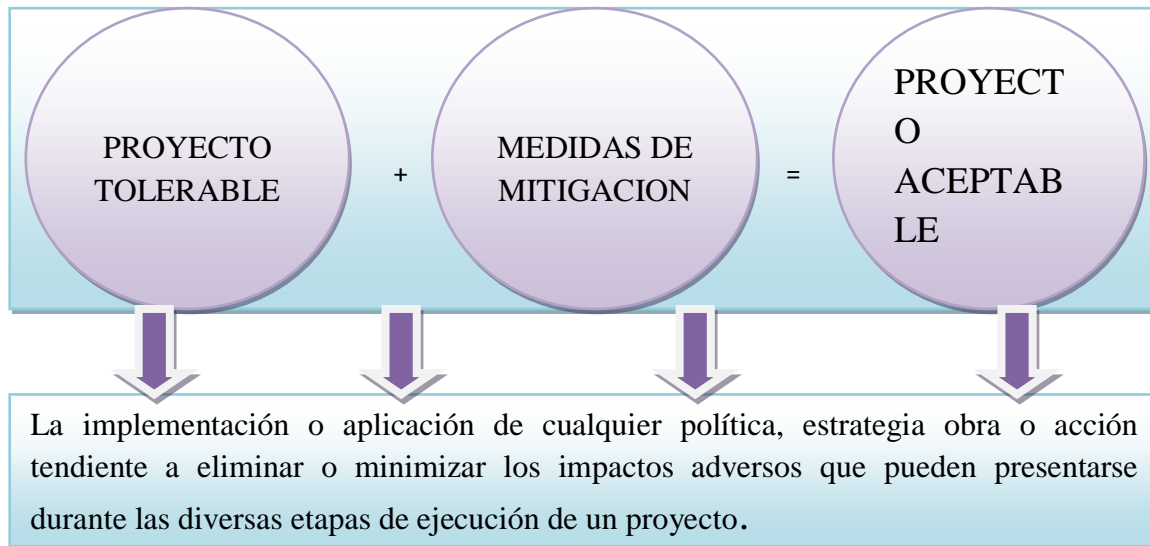 PROYECTO
TOLERABLE
+
MEDIDAS DE
MITIGACION
=
PROYECT
O
ACEPTAB
LE
La implementación o aplicación de cualquier política, estrategia obra o acción
tendiente a eliminar o minimizar los impactos adversos que pueden presentarse
durante las diversas etapas de ejecución de un proyecto.